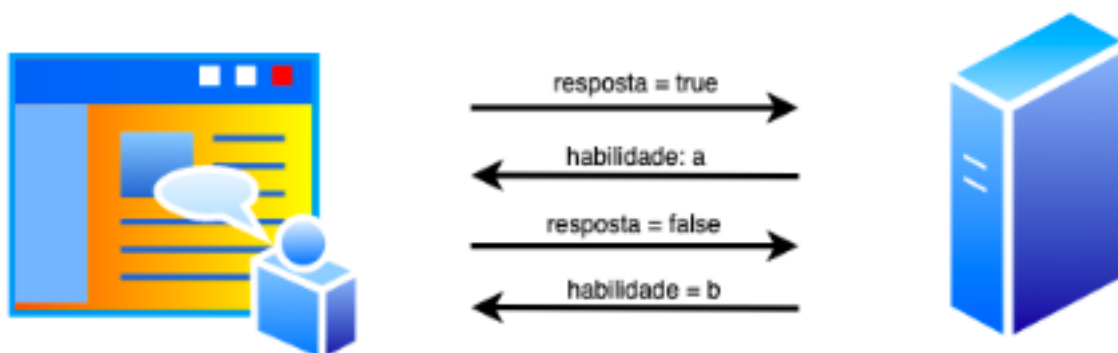 resposta = true
habilidade: a
resposta = false
habilidade = b